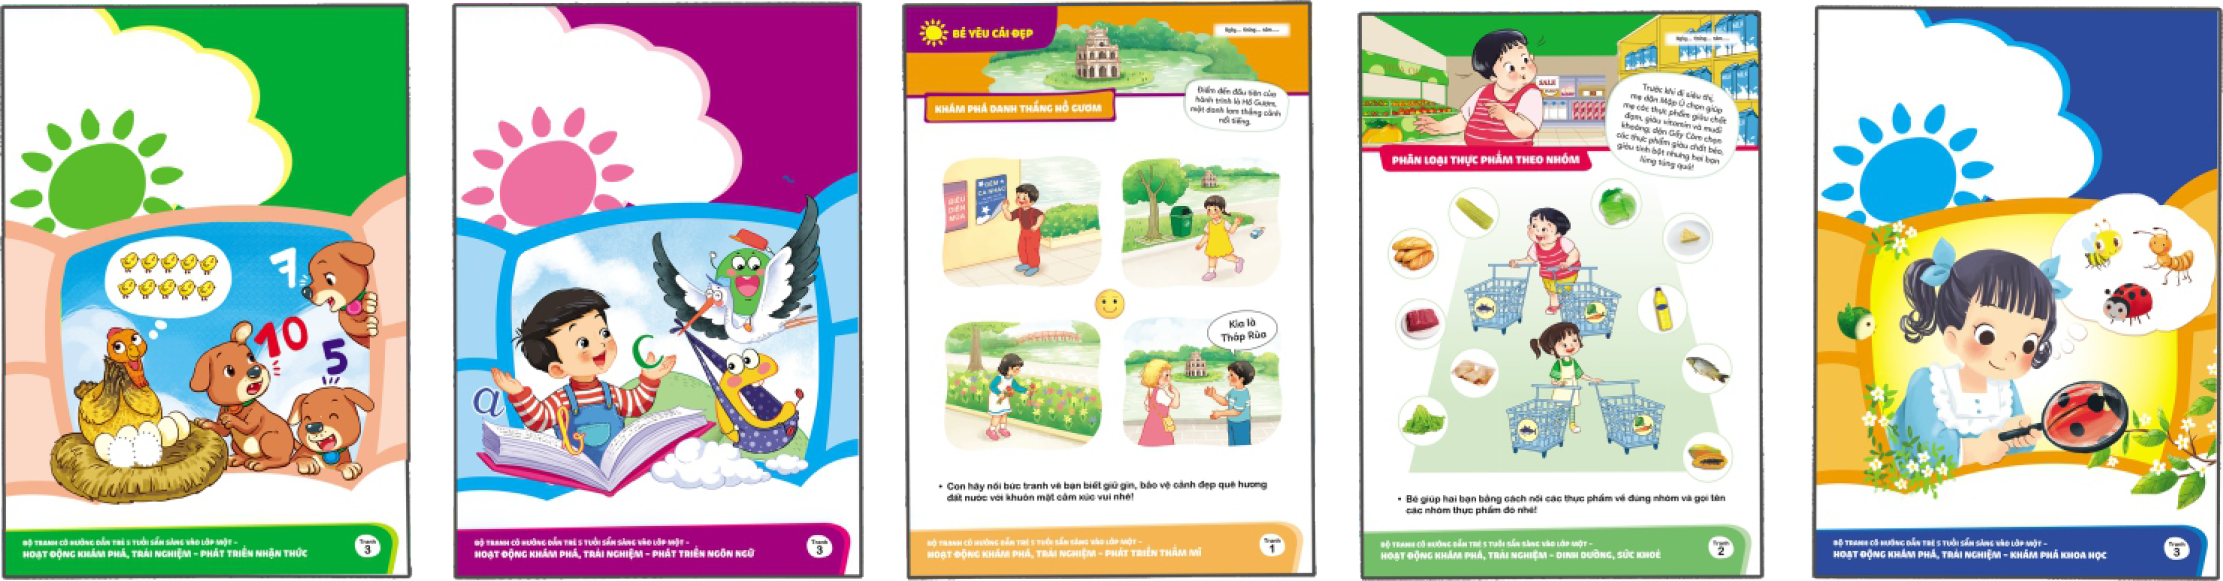 7
10
5
BỘ TRANH CÓ HƯỚNG DẪN TRẺ 5 TUỔI SẴN SÀNG VÀO LỚP MỘT –
HOẠT ĐỘNG KHÁM PHÁ, TRẢI NGHIỆM – PHÁT TRIỂN NHẬN THỨC
Tranh
3
a
b
c
BỘ TRANH CÓ HƯỚNG DẪN TRẺ 5 TUỔI SẴN SÀNG VÀO LỚP MỘT –
HOẠT ĐỘNG KHÁM PHÁ, TRẢI NGHIỆM – PHÁT TRIỂN NGÔN NGỮ
Tranh
3
BÉ YÊU CÁI ĐẸP
Ngày... tháng... năm.....
KHÁM PHÁ DANH THẮNG HỒ GƯƠM
Điểm đến đầu tiên của
hành trình là Hồ Gươm,
một danh lam thắng cảnh
nổi tiếng.
BIỂU
DIỄN
MÚA
ĐÊM
CA NHẠC
Kia là
Tháp Rùa
• Con hãy nối bức tranh vẽ bạn biết giữ gìn, bảo vệ cảnh đẹp quê hương
đất nước với khuôn mặt cảm xúc vui nhé!
BỘ TRANH CÓ HƯỚNG DẪN TRẺ 5 TUỔI SẴN SÀNG VÀO LỚP MỘT –
HOẠT ĐỘNG KHÁM PHÁ, TRẢI NGHIỆM – PHÁT TRIỂN THẨM MĨ
Tranh
1
Ngày... tháng... năm.....
SALE
Trước khi đi siêu thị,
mẹ dặn Mập Ú chọn giúp
mẹ các thực phẩm giàu chất
đạm, giàu vitamin và muối
khoáng; dặn Gầy Còm chọn
các thực phẩm giàu chất béo,
giàu tinh bột nhưng hai bạn
lúng túng quá!
PHÂN LOẠI THỰC PHẨM THEO NHÓM
• Bé giúp hai bạn bằng cách nối các thực phẩm về đúng nhóm và gọi tên
các nhóm thực phẩm đó nhé!
BỘ TRANH CÓ HƯỚNG DẪN TRẺ 5 TUỔI SẴN SÀNG VÀO LỚP MỘT –
HOẠT ĐỘNG KHÁM PHÁ, TRẢI NGHIỆM – DINH DƯỠNG, SỨC KHOẺ
Tranh
2
BỘ TRANH CÓ HƯỚNG DẪN TRẺ 5 TUỔI SẴN SÀNG VÀO LỚP MỘT –
HOẠT ĐỘNG KHÁM PHÁ, TRẢI NGHIỆM – KHÁM PHÁ KHOA HỌC
Tranh
3